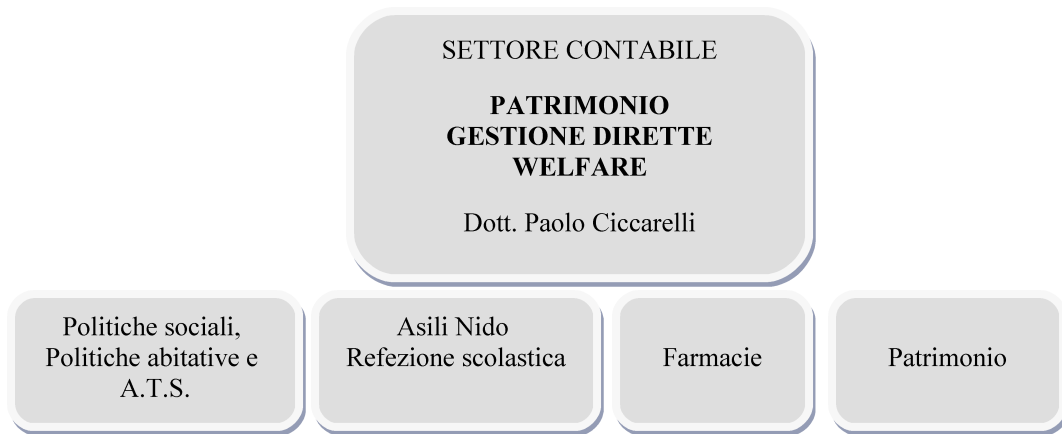 SETTORE CONTABILE
PATRIMONIO
GESTIONE DIRETTE
WELFARE
Dott. Paolo Ciccarelli
Politiche sociali,
Politiche abitative e
A.T.S.
Asili Nido
Refezione scolastica
Farmacie
Patrimonio